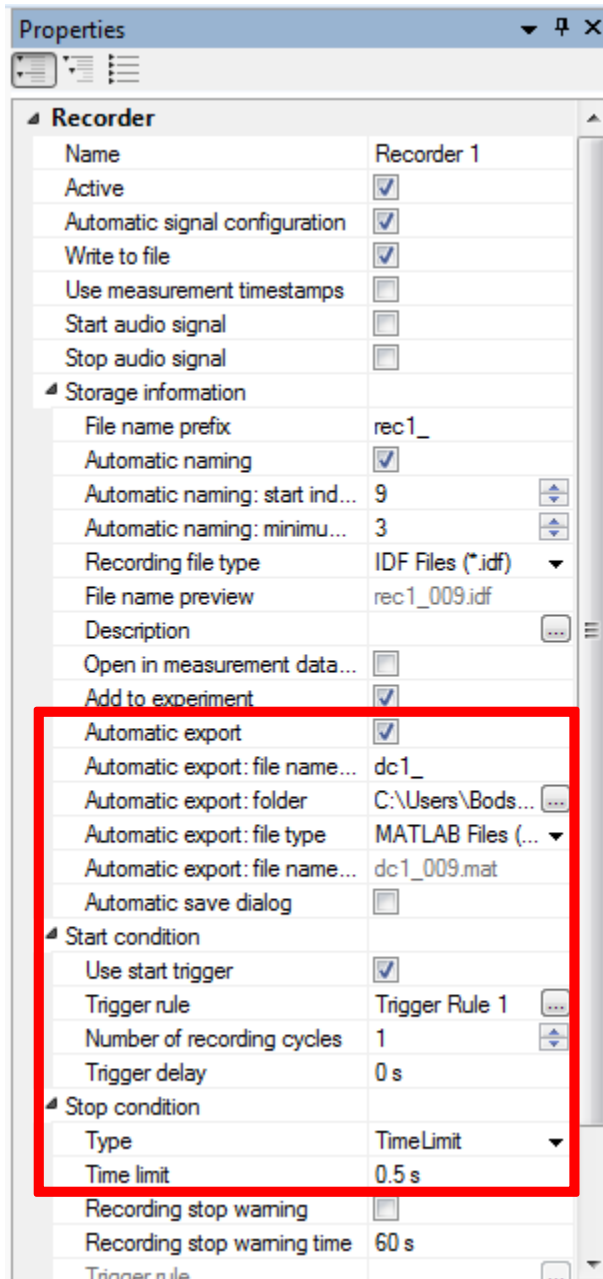 Properties
Recorder
Name Recorder 1
Active
Automatic signal configuration
Write to file
Use measurement timestamps
Start audio signal
Stop audio signal
Storage information
File name prefix rec1_
Automatic naming
Automatic naming: start ind... 9
Automatic naming: minimu... 3
Recording file type IDF Files (*.idf)
File name preview rec1_009.idf
Description ...
Open in measurement data...
Add to experiment
Automatic export
Automatic export: file name... dc1_
Automatic export: folder C:\Users\Bods... ...
Automatic export: file type MATLAB Files (...
Automatic export: file name... dc1_009.mat
Automatic save dialog
Start condition
Use start trigger
Trigger rule Trigger Rule 1 ...
Number of recording cycles 1
Trigger delay 0 s
Stop condition
Type TimeLimit
Time limit 0.5 s
Recording stop warning
Recording stop warning time 60 s
Trigger rule ...